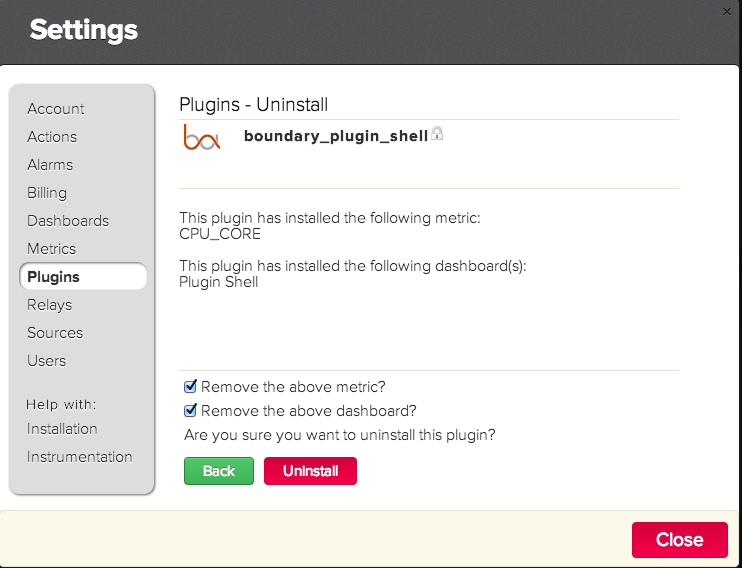 Settings
×
Account
Actions
Alarms
Billing
Dashboards
Metrics
Plugins
Relays
Sources
Users
Help with:
Installation
Instrumentation
Plugins - Uninstall
boundary_plugin_shell
This plugin has installed the following metric:
CPU_CORE
This plugin has installed the following dashboard(s):
Plugin Shell
Remove the above metric?
Remove the above dashboard?
Are you sure you want to uninstall this plugin?
Back
Uninstall
Close